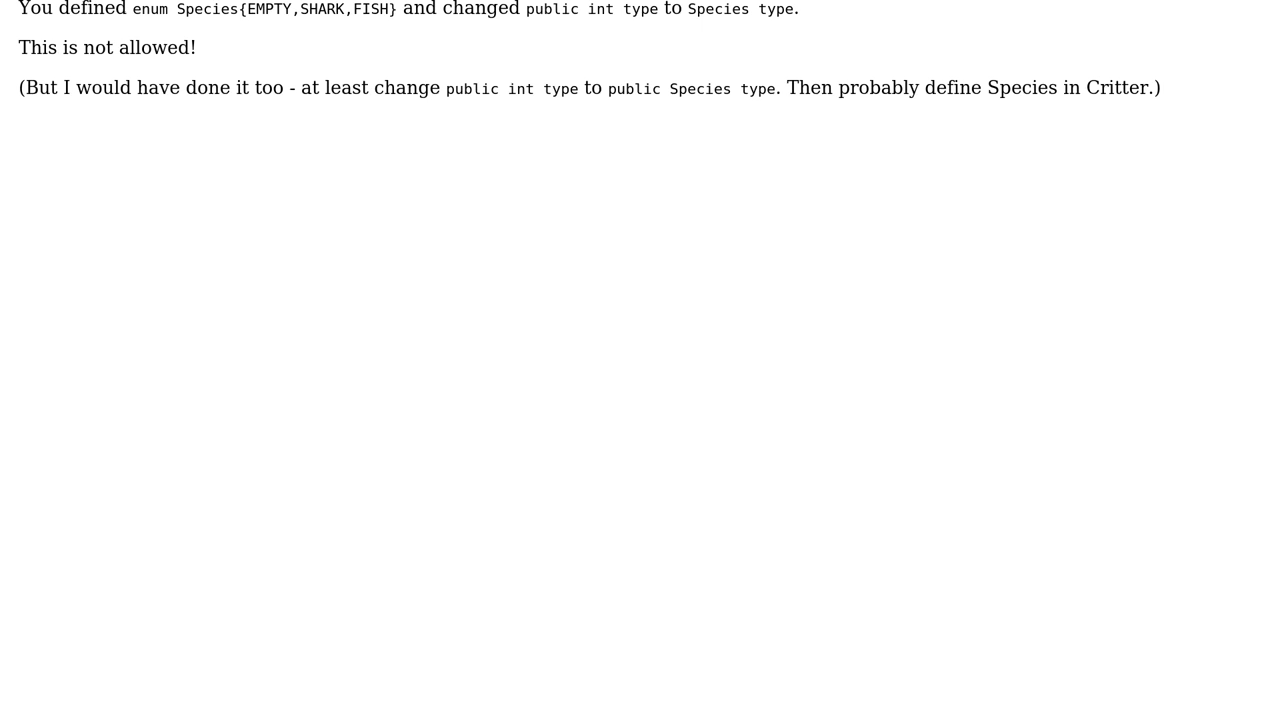 You defined enum Species{EMPTY,SHARK,FISH} and changed public int type to Species type.
This is not allowed!
(But I would have done it too - at least change public int type to public Species type. Then probably define Species in Critter.)